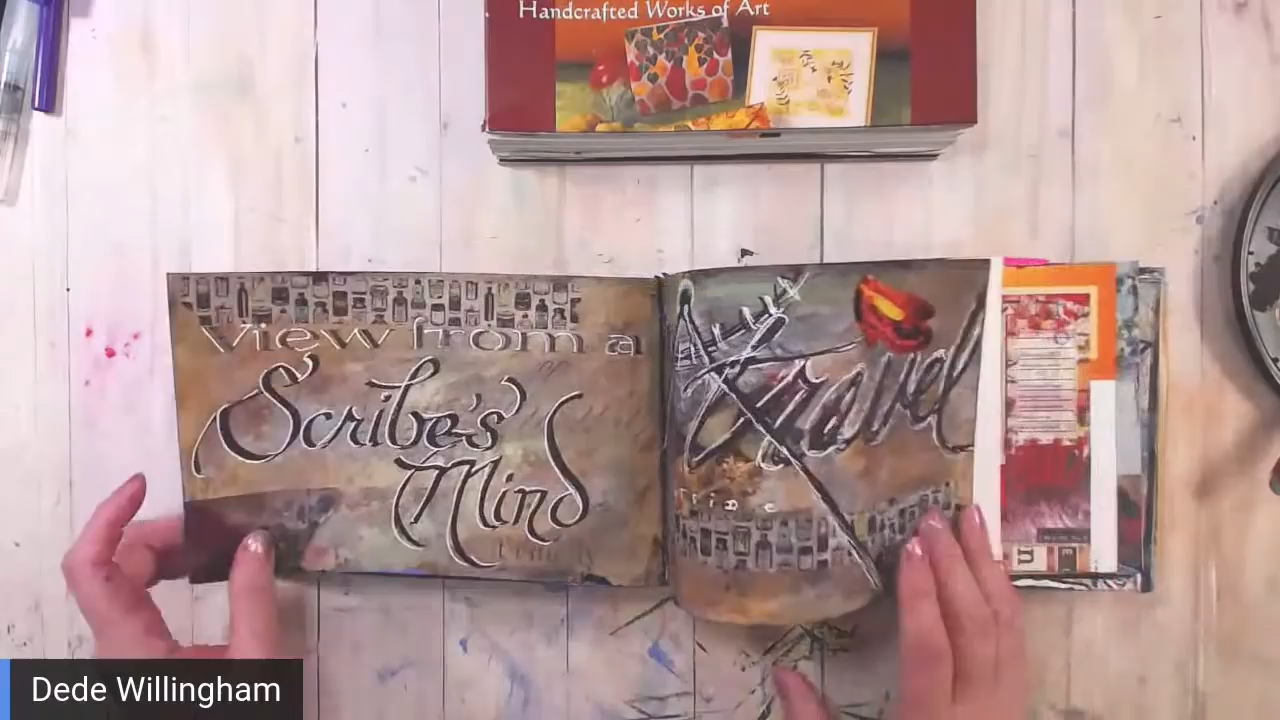 Handcrafted Works of Art
View from a
Scribe's
Mind
Travel
Dede Willingham